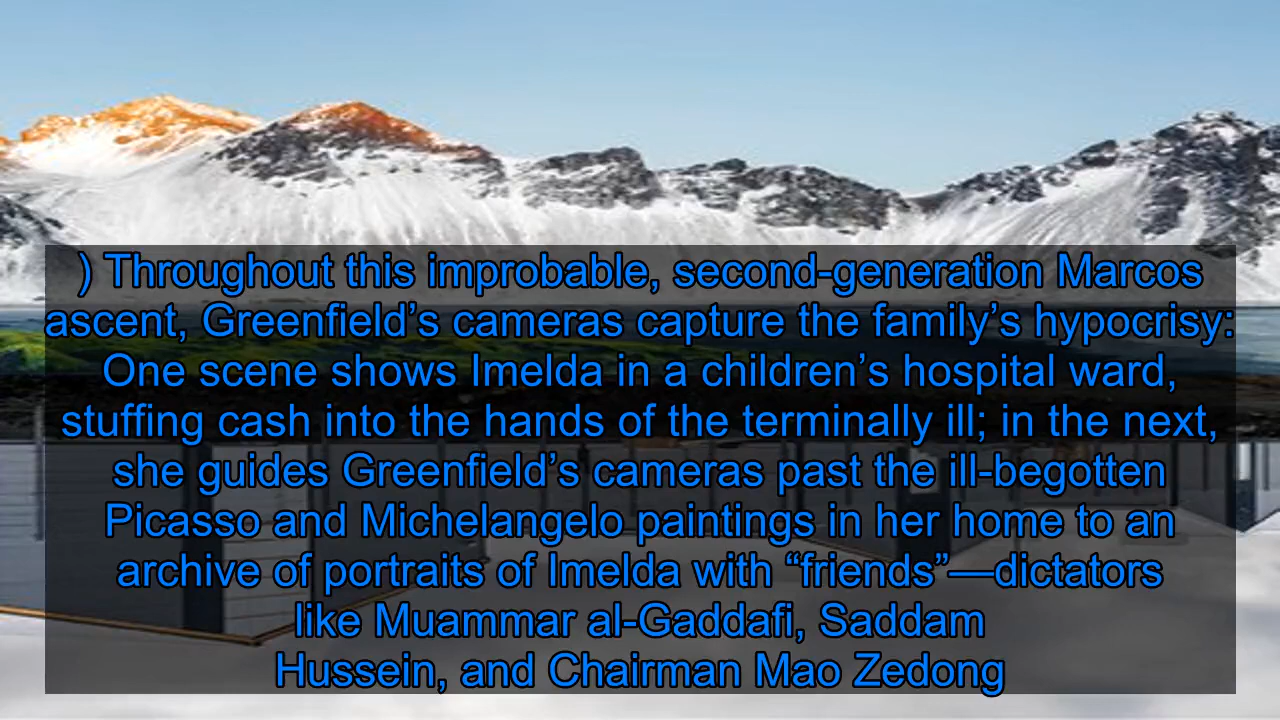 ) Throughout this improbable, second-generation Marcos
ascent, Greenfield’s cameras capture the family’s hypocrisy:
One scene shows Imelda in a children’s hospital ward,
stuffing cash into the hands of the terminally ill; in the next,
she guides Greenfield’s cameras past the ill-begotten
Picasso and Michelangelo paintings in her home to an
archive of portraits of Imelda with “friends”—dictators
like Muammar al-Gaddafi, Saddam
Hussein, and Chairman Mao Zedong